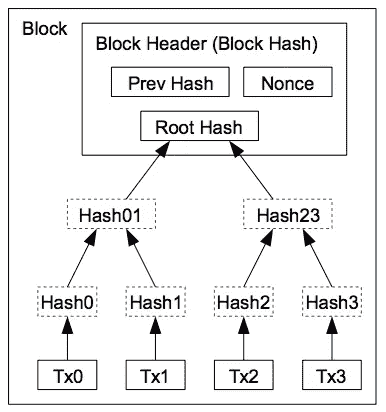 Block
Block Header (Block Hash)
Prev Hash
Nonce
Root Hash
Hash01
Hash23
Hash0
Hash1
Hash2
Hash3
Tx0
Tx1
Tx2
Tx3